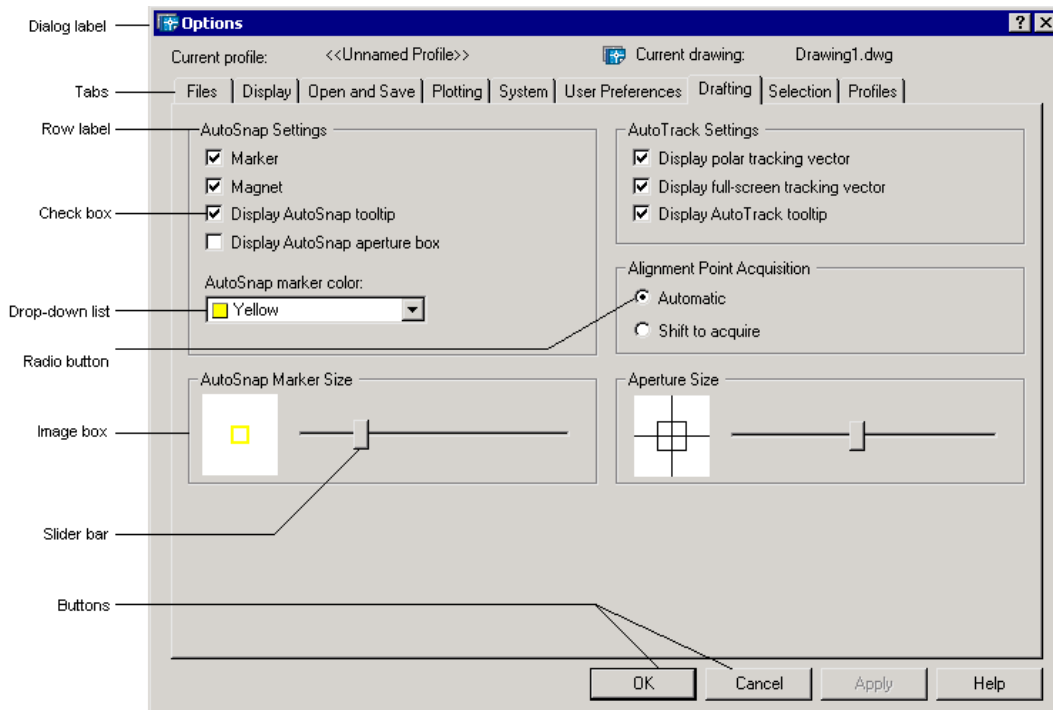 Dialog label
Options
Current profile: <<Unnamed Profile>> Current drawing: Drawing1.dwg
Tabs
Files Display Open and Save Plotting System User Preferences Drafting Selection Profiles
Row label
AutoSnap Settings
Marker
Magnet
Check box
Display AutoSnap tooltip
Display AutoSnap aperture box
AutoSnap marker color:
Drop-down list
Yellow
AutoTrack Settings
Display polar tracking vector
Display full-screen tracking vector
Display AutoTrack tooltip
Alignment Point Acquisition
Automatic
Shift to acquire
Radio button
AutoSnap Marker Size
Aperture Size
Image box
Slider bar
Buttons
OK Cancel Apply Help